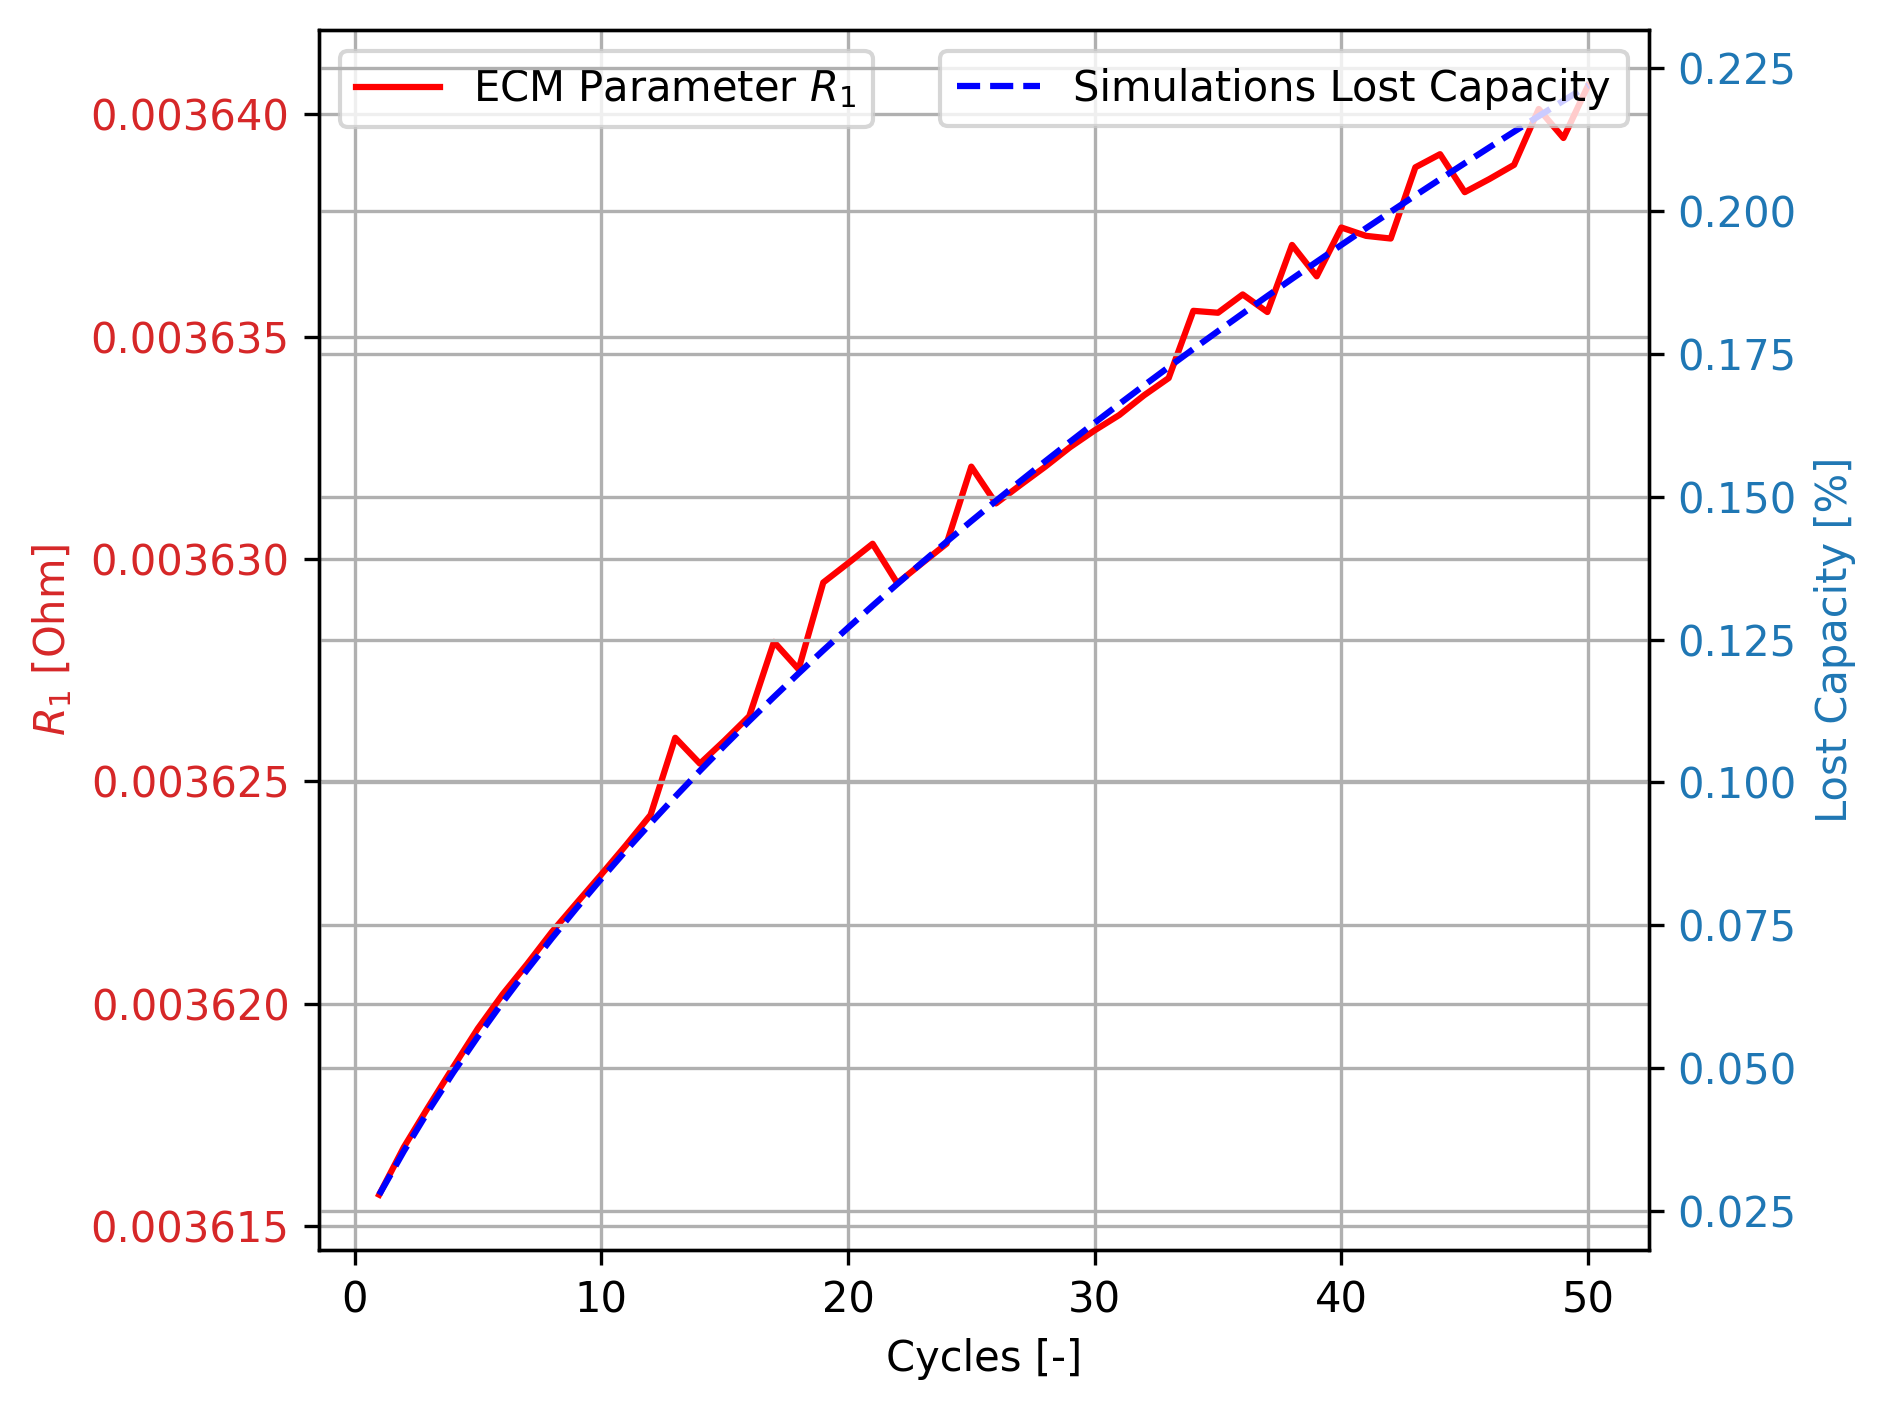 ECM Parameter R₁
Simulations Lost Capacity
0.003640
0.003635
0.003630
0.003625
0.003620
0.003615
R₁ [Ohm]
0.225
0.200
0.175
0.150
0.125
0.100
0.075
0.050
0.025
Lost Capacity [%]
0 10 20 30 40 50
Cycles [-]